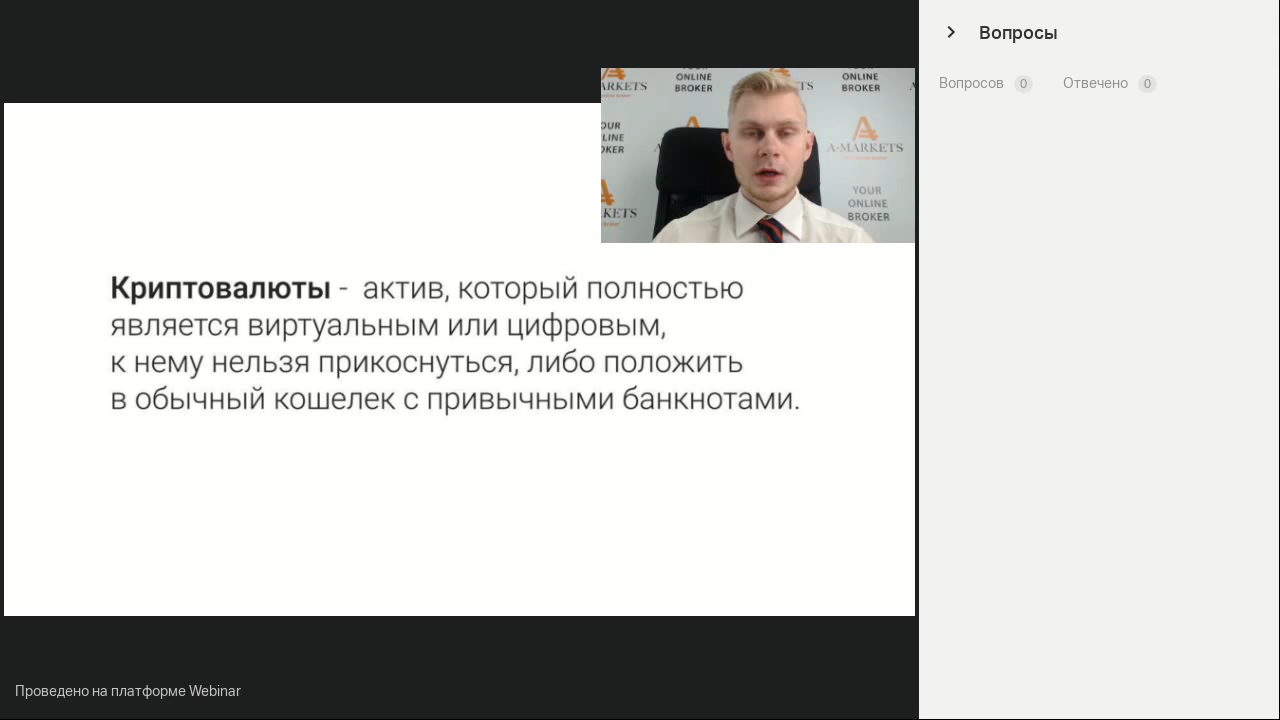 Вопросы
Вопросов 0 Отвечено 0
YOUR
ONLINE
BROKER
ONLINE
BROKER
A-MARKETS
YOUR
ONLINE
BROKER
Криптовалюты - актив, который полностью
является виртуальным или цифровым,
к нему нельзя прикоснуться, либо положить
в обычный кошелек с привычными банкнотами.
Проведено на платформе Webinar